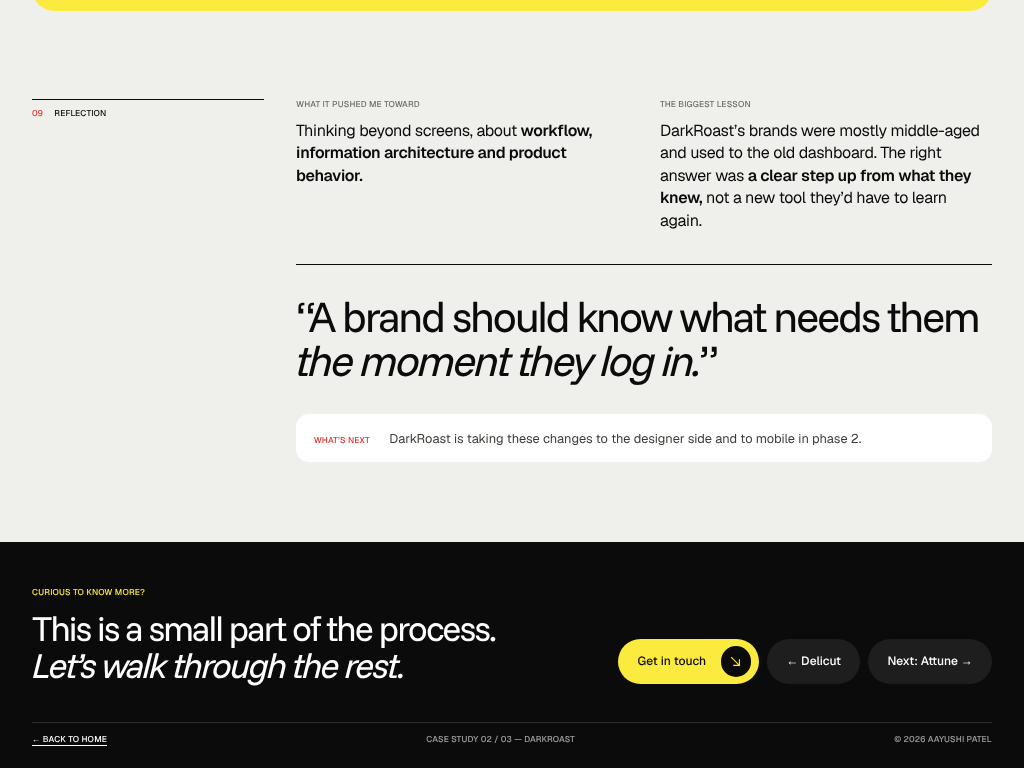 09 REFLECTION
WHAT IT PUSHED ME TOWARD
Thinking beyond screens, about workflow,
information architecture and product
behavior.
THE BIGGEST LESSON
DarkRoast’s brands were mostly middle-aged
and used to the old dashboard. The right
answer was a clear step up from what they
knew, not a new tool they’d have to learn
again.
“A brand should know what needs them
the moment they log in.”
WHAT’S NEXT DarkRoast is taking these changes to the designer side and to mobile in phase 2.
CURIOUS TO KNOW MORE?
This is a small part of the process.
Let’s walk through the rest.
Get in touch ↘
← Delicut
Next: Attune →
← BACK TO HOME
CASE STUDY 02 / 03 — DARKROAST
© 2026 AAYUSHI PATEL